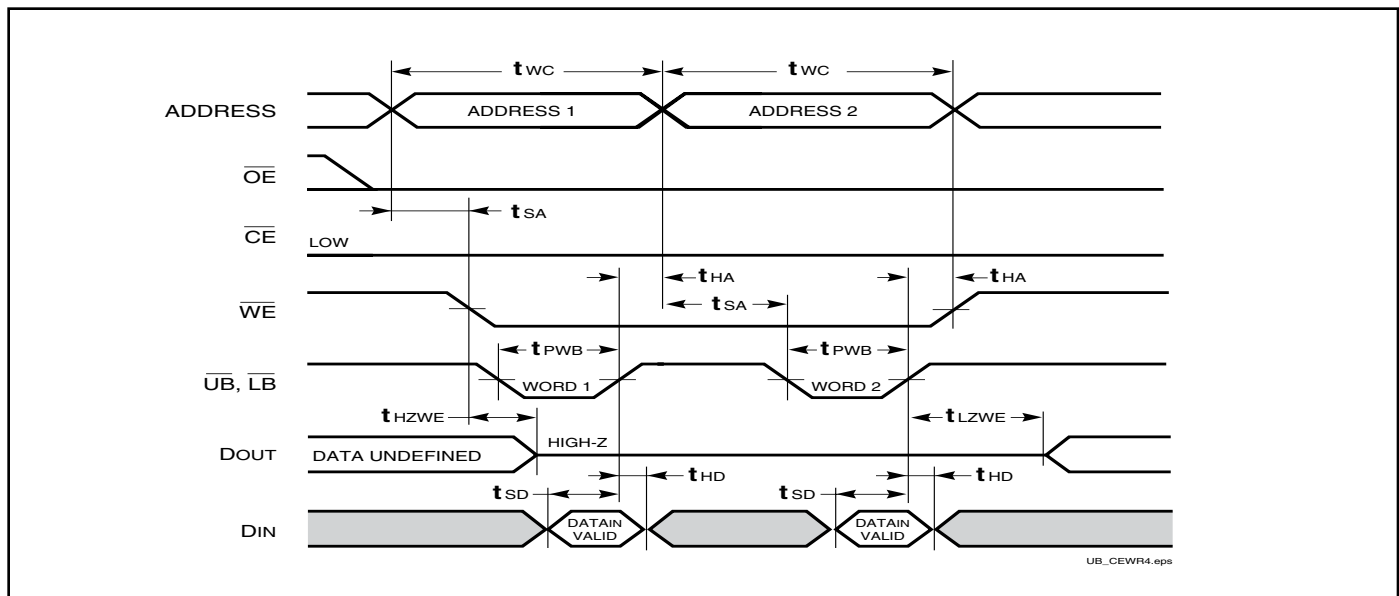 tWC tWC
ADDRESS ADDRESS 1 ADDRESS 2
OE
tSA
CE LOW
tHA tHA
WE tSA
tPWB tPWB
UB, LB WORD 1 WORD 2
tHZWE tLZWE
DOUT DATA UNDEFINED HIGH-Z
tHD tHD
tSD tSD
DIN DATAIN VALID DATAIN VALID
UB_CEWR4.eps